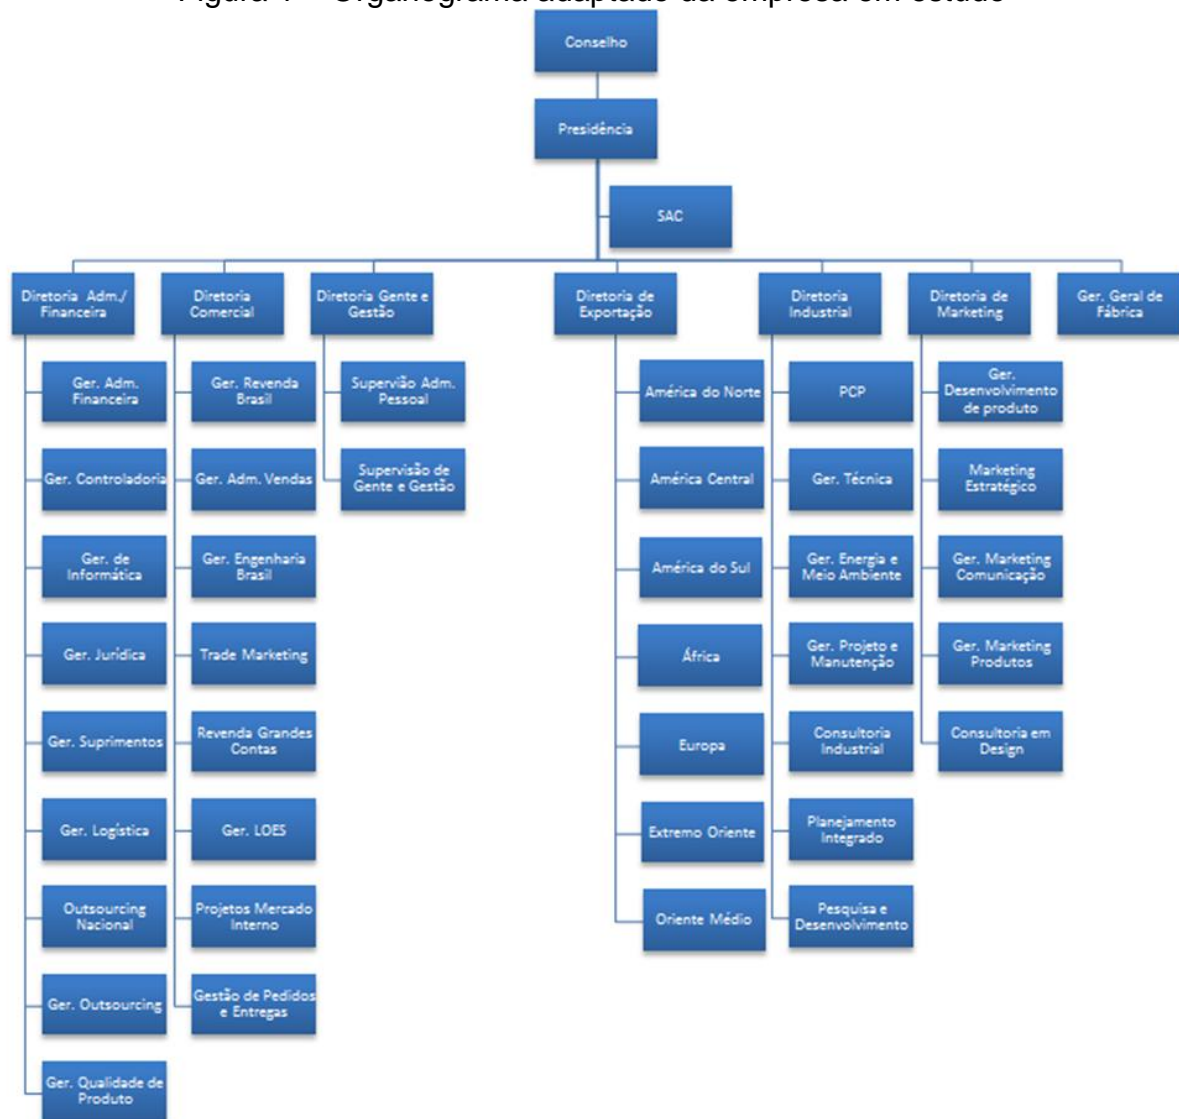 Organograma adaptado da empresa em estudo
Conselho
Presidência
SAC
Diretoria Adm./
Financeira
Diretoria
Comercial
Diretoria Gente e
Gestão
Diretoria de
Exportação
Diretoria
Industrial
Diretoria de
Marketing
Ger. Geral de
Fábrica
Ger. Adm.
Financeira
Ger. Controladoria
Ger. de
Informática
Ger. Jurídica
Ger. Suprimentos
Ger. Logística
Outsourcing
Nacional
Ger. Outsourcing
Ger. Qualidade de
Produto
Ger. Revenda
Brasil
Ger. Adm. Vendas
Ger. Engenharia
Brasil
Trade Marketing
Revenda Grandes
Contas
Ger. LOES
Projetos Mercado
Interno
Gestão de Pedidos
e Entregas
Supervião Adm.
Pessoal
Supervisão de
Gente e Gestão
América do Norte
América Central
América do Sul
África
Europa
Extremo Oriente
Oriente Médio
PCP
Ger. Técnica
Ger. Energia e
Meio Ambiente
Ger. Projeto e
Manutenção
Consultoria
Industrial
Planejamento
Integrado
Pesquisa e
Desenvolvimento
Ger.
Desenvolvimento
de produto
Marketing
Estratégico
Ger. Marketing
Comunicação
Ger. Marketing
Produtos
Consultoria em
Design